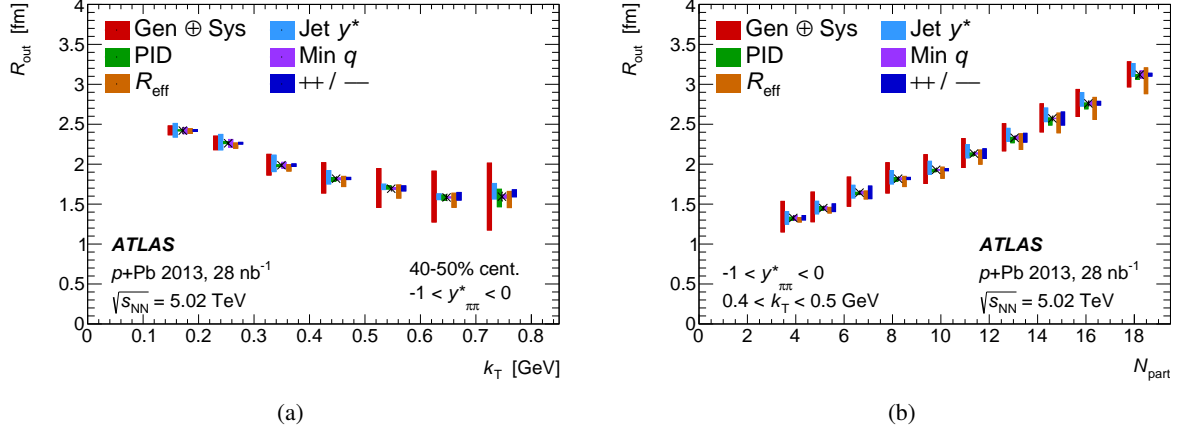 R_out [fm]
4
3.5
3
2.5
2
1.5
1
0.5
0
Gen ⊕ Sys
PID
R_eff
Jet y*
Min q
++ / −−
ATLAS
p+Pb 2013, 28 nb⁻¹
√s_NN = 5.02 TeV
40-50% cent.
-1 < y*_ππ < 0
0 0.1 0.2 0.3 0.4 0.5 0.6 0.7 0.8
k_T [GeV]
(a)
R_out [fm]
4
3.5
3
2.5
2
1.5
1
0.5
0
Gen ⊕ Sys
PID
R_eff
Jet y*
Min q
++ / −−
-1 < y*_ππ < 0
0.4 < k_T < 0.5 GeV
ATLAS
p+Pb 2013, 28 nb⁻¹
√s_NN = 5.02 TeV
2 4 6 8 10 12 14 16 18
N_part
(b)